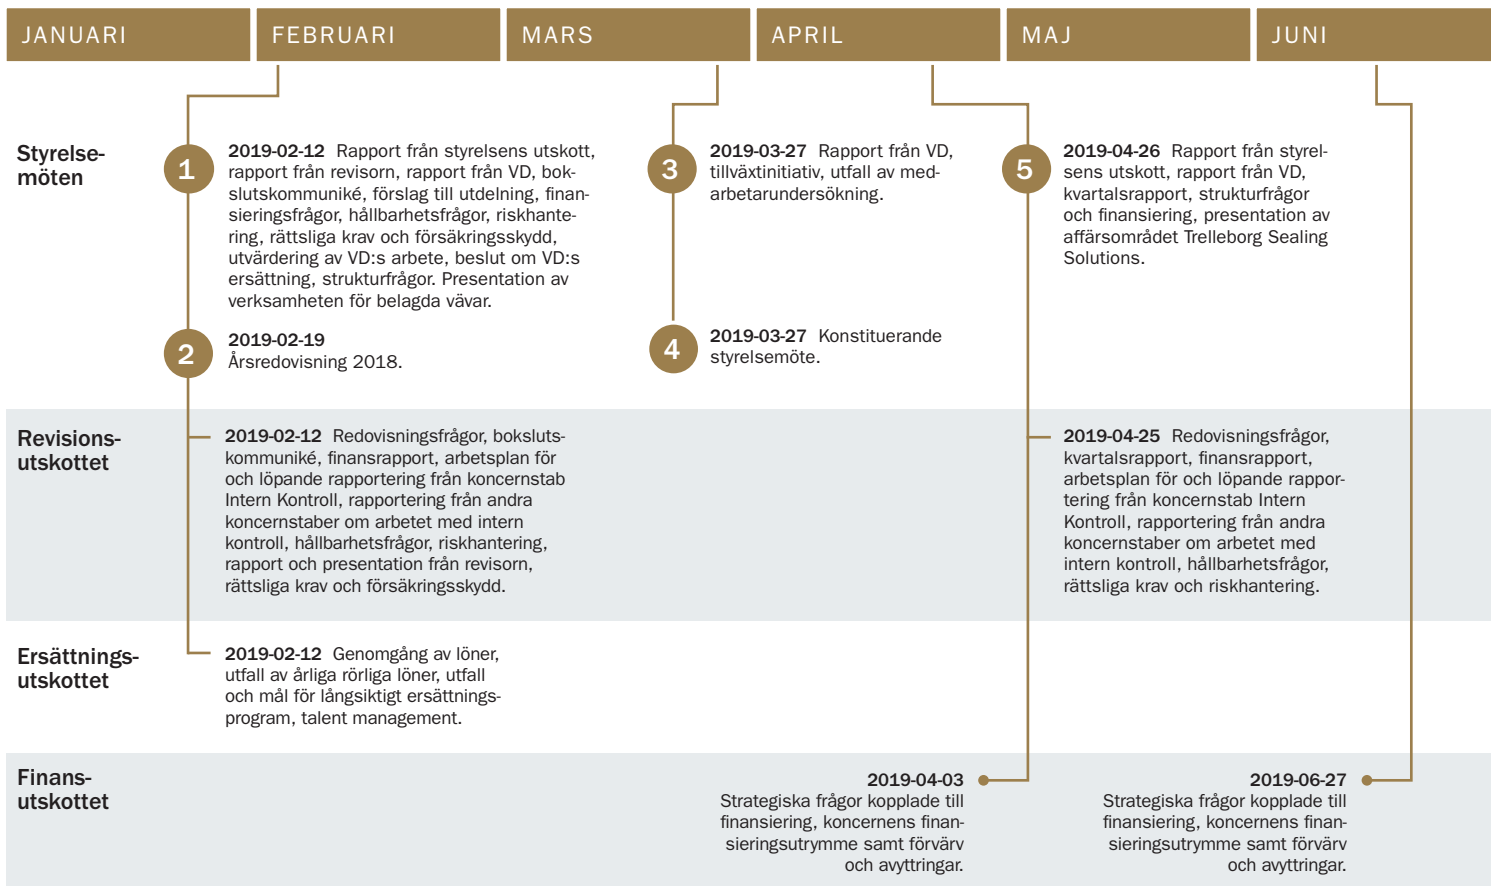 JANUARI
FEBRUARI
MARS
APRIL
MAJ
JUNI
Styrelse-
möten
1
2019-02-12 Rapport från styrelsens utskott,
rapport från revisorn, rapport från VD, bok-
slutskommuniké, förslag till utdelning, finan-
sieringsfrågor, hållbarhetsfrågor, riskhante-
ring, rättsliga krav och försäkringsskydd,
utvärdering av VD:s arbete, beslut om VD:s
ersättning, strukturfrågor. Presentation av
verksamheten för belagda vävar.
2
2019-02-19
Årsredovisning 2018.
3
2019-03-27 Rapport från VD,
tillväxtinitiativ, utfall av med-
arbetarundersökning.
4
2019-03-27 Konstituerande
styrelsemöte.
5
2019-04-26 Rapport från styrel-
sens utskott, rapport från VD,
kvartalsrapport, strukturfrågor
och finansiering, presentation av
affärsområdet Trelleborg Sealing
Solutions.
Revisions-
utskottet
2019-02-12 Redovisningsfrågor, boksluts-
kommuniké, finansrapport, arbetsplan för
och löpande rapportering från koncernstab
Intern Kontroll, rapportering från andra
koncernstaber om arbetet med intern
kontroll, hållbarhetsfrågor, riskhantering,
rapport och presentation från revisorn,
rättsliga krav och försäkringsskydd.
2019-04-25 Redovisningsfrågor,
kvartalsrapport, finansrapport,
arbetsplan för och löpande rappor-
tering från koncernstab Intern
Kontroll, rapportering från andra
koncernstaber om arbetet med
intern kontroll, hållbarhetsfrågor,
rättsliga krav och riskhantering.
Ersättnings-
utskottet
2019-02-12 Genomgång av löner,
utfall av årliga rörliga löner, utfall
och mål för långsiktigt ersättnings-
program, talent management.
Finans-
utskottet
2019-04-03
Strategiska frågor kopplade till
finansiering, koncernens finan-
sieringsutrymme samt förvärv
och avyttringar.
2019-06-27
Strategiska frågor kopplade till
finansiering, koncernens finan-
sieringsutrymme samt förvärv
och avyttringar.